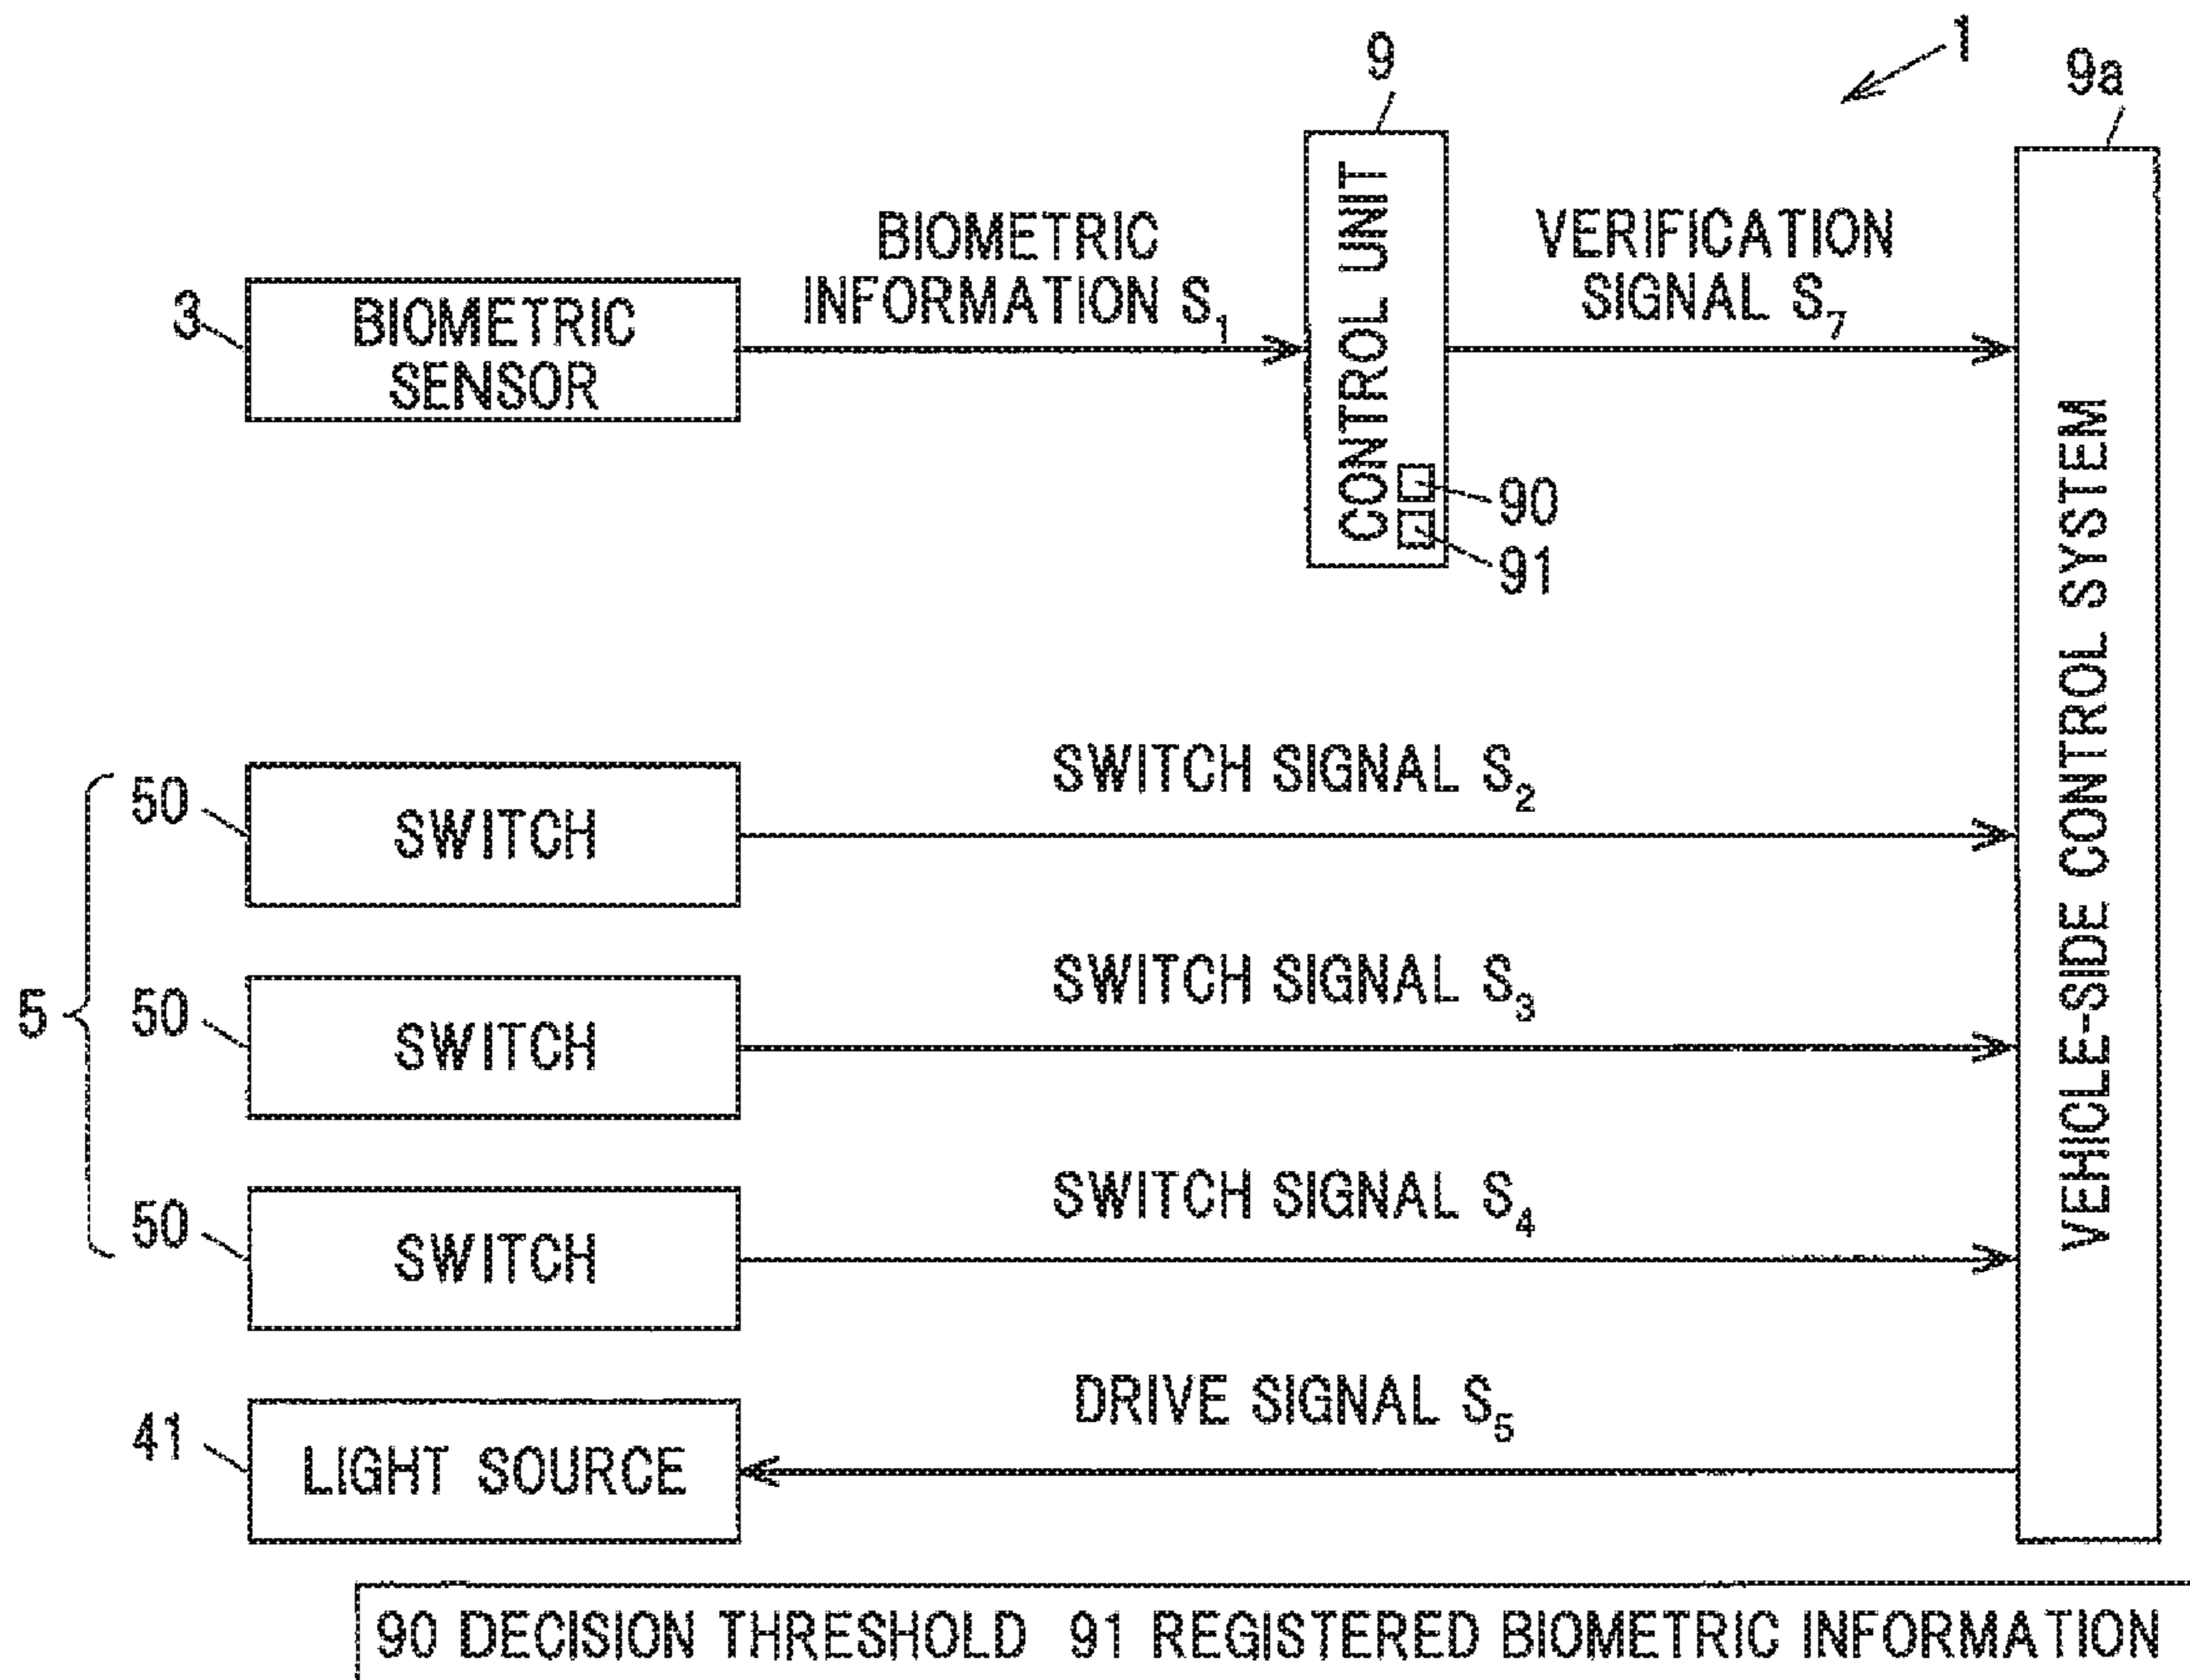 1
9
9a
CONTROL UNIT
BIOMETRIC
INFORMATION S1
VERIFICATION
SIGNAL S7
3
BIOMETRIC
SENSOR
90
91
VEHICLE-SIDE CONTROL SYSTEM
5
50
SWITCH
SWITCH SIGNAL S2
50
SWITCH
SWITCH SIGNAL S3
50
SWITCH
SWITCH SIGNAL S4
41
LIGHT SOURCE
DRIVE SIGNAL S5
90 DECISION THRESHOLD 91 REGISTERED BIOMETRIC INFORMATION